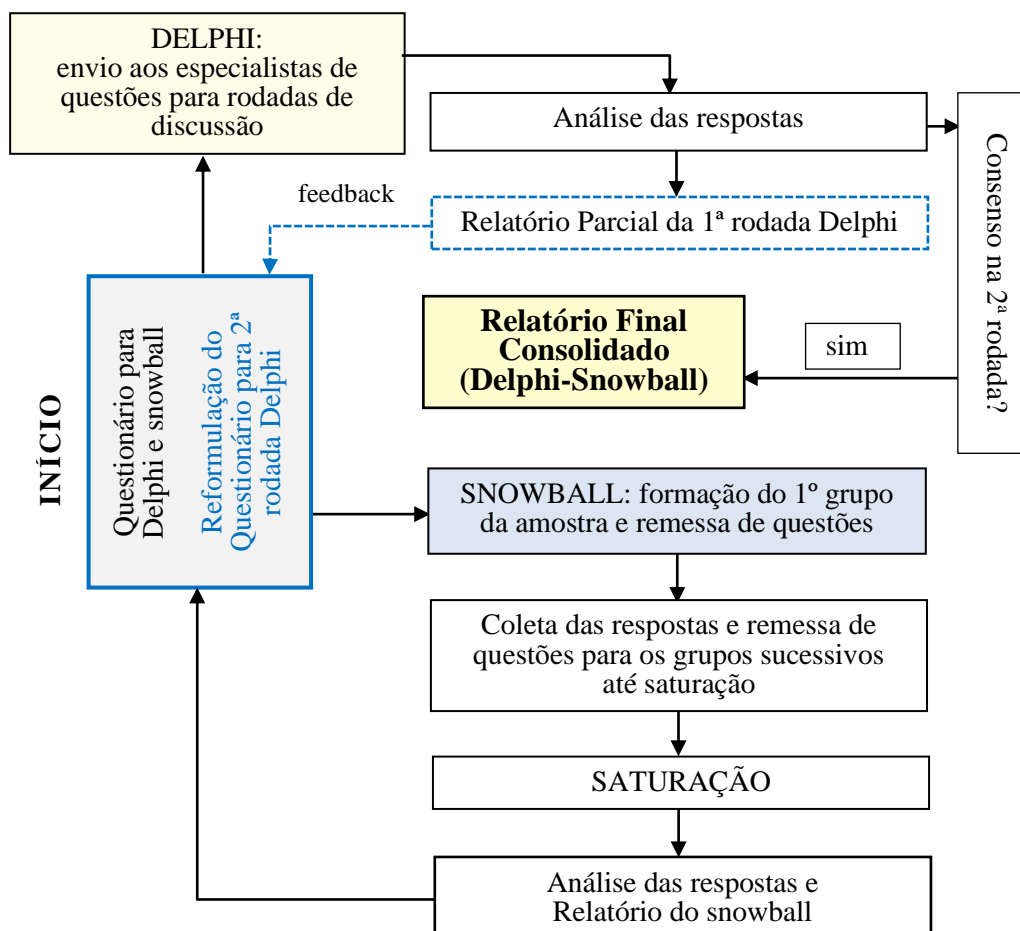 DELPHI:
envio aos especialistas de
questões para rodadas de
discussão
Análise das respostas
Consenso na 2ª rodada?
feedback
Relatório Parcial da 1ª rodada Delphi
Relatório Final
Consolidado
(Delphi-Snowball)
sim
INÍCIO
Questionário para
Delphi e snowball
Reformulação do
Questionário para 2ª
rodada Delphi
SNOWBALL: formação do 1º grupo
da amostra e remessa de questões
Coleta das respostas e remessa de
questões para os grupos sucessivos
até saturação
SATURAÇÃO
Análise das respostas e
Relatório do snowball